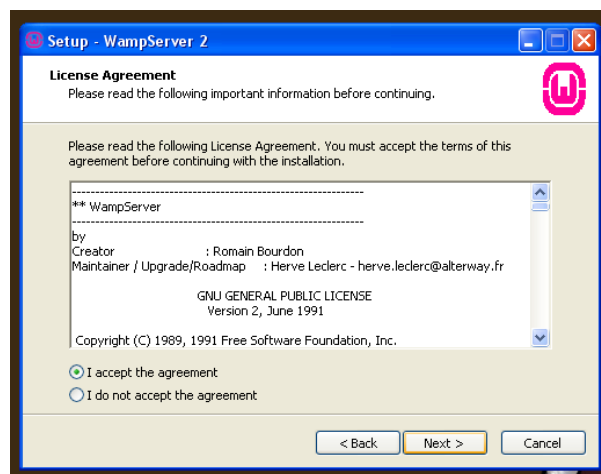 Setup - WampServer 2
License Agreement
Please read the following important information before continuing.
Please read the following License Agreement. You must accept the terms of this
agreement before continuing with the installation.
----------------------------------------------------------
** WampServer
----------------------------------------------------------
by
Creator : Romain Bourdon
Maintainer / Upgrade/Roadmap : Herve Leclerc - herve.leclerc@alterway.fr
GNU GENERAL PUBLIC LICENSE
Version 2, June 1991
Copyright (C) 1989, 1991 Free Software Foundation, Inc.
I accept the agreement
I do not accept the agreement
< Back Next > Cancel